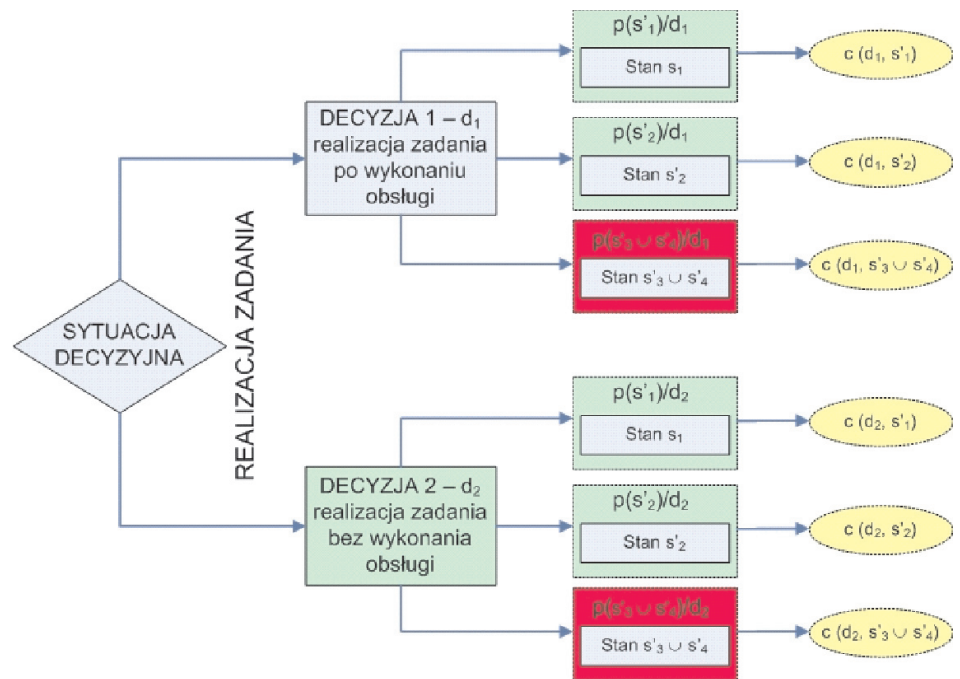 p(s'₁)/d₁
Stan s₁
c (d₁, s'₁)
DECYZJA 1 – d₁
realizacja zadania
po wykonaniu
obsługi
p(s'₂)/d₁
Stan s'₂
c (d₁, s'₂)
p(s'₃ ∪ s'₄)/d₁
Stan s'₃ ∪ s'₄
c (d₁, s'₃ ∪ s'₄)
SYTUACJA
DECYZYJNA
REALIZACJA ZADANIA
p(s'₁)/d₂
Stan s₁
c (d₂, s'₁)
DECYZJA 2 – d₂
realizacja zadania
bez wykonania
obsługi
p(s'₂)/d₂
Stan s'₂
c (d₂, s'₂)
p(s'₃ ∪ s'₄)/d₂
Stan s'₃ ∪ s'₄
c (d₂, s'₃ ∪ s'₄)